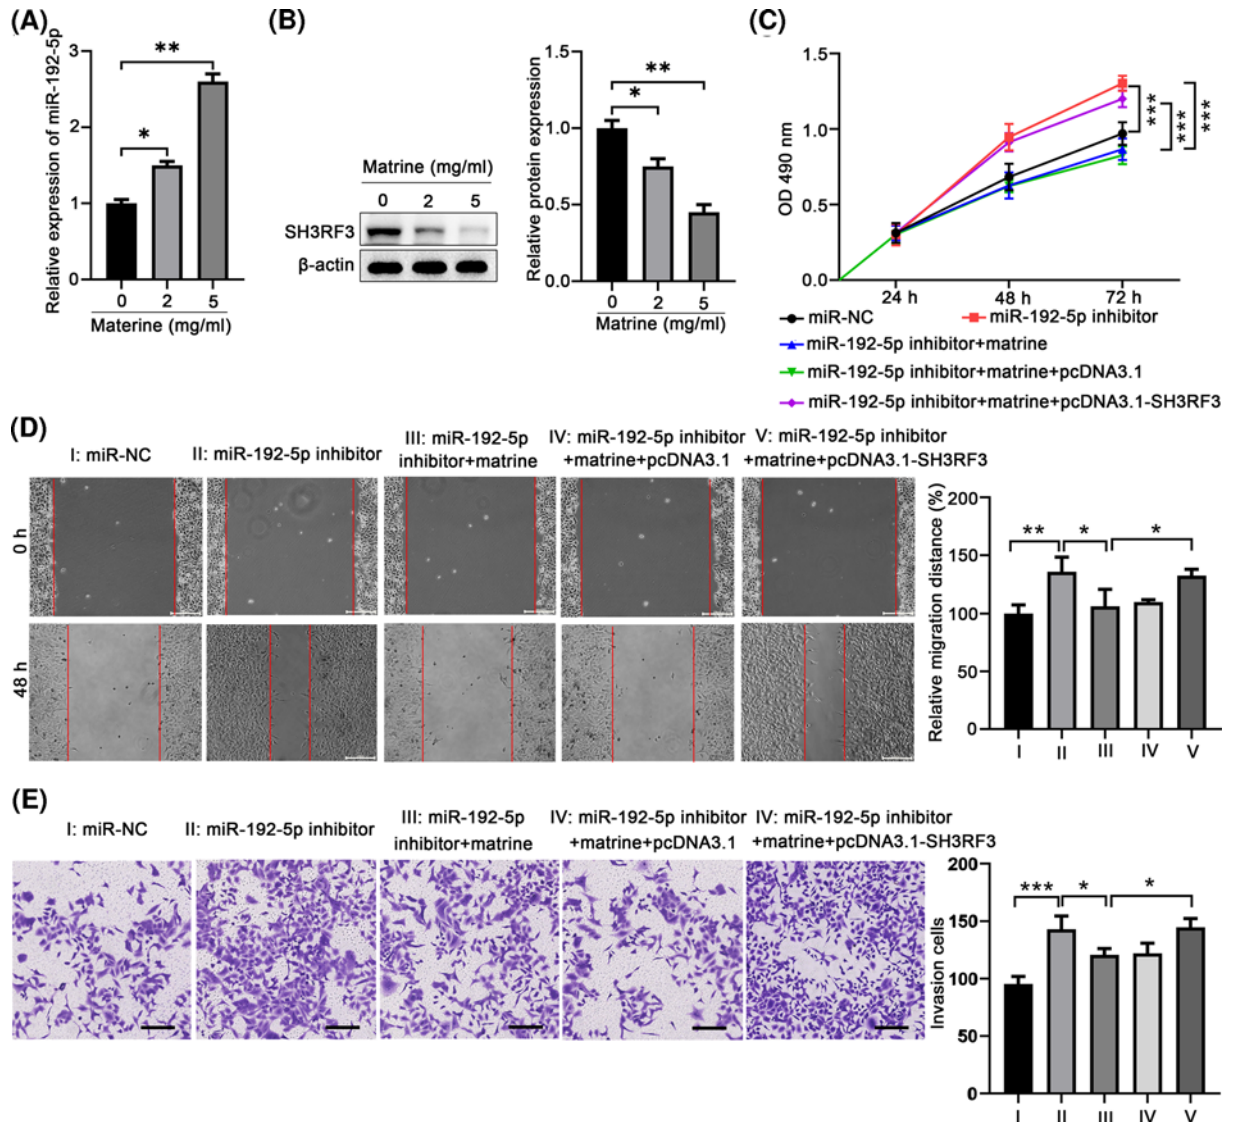 (A)
Relative expression of miR-192-5p
3
2
1
0
*
**
0 2 5
Materine (mg/ml)
(B)
Matrine (mg/ml)
0 2 5
SH3RF3
β-actin
Relative protein expression
1.5
1.0
0.5
0.0
*
**
0 2 5
Matrine (mg/ml)
(C)
OD 490 nm
1.5
1.0
0.5
0.0
24 h 48 h 72 h
***
***
***
miR-NC
miR-192-5p inhibitor
miR-192-5p inhibitor+matrine
miR-192-5p inhibitor+matrine+pcDNA3.1
miR-192-5p inhibitor+matrine+pcDNA3.1-SH3RF3
(D)
I: miR-NC
II: miR-192-5p inhibitor
III: miR-192-5p
inhibitor+matrine
IV: miR-192-5p inhibitor
+matrine+pcDNA3.1
V: miR-192-5p inhibitor
+matrine+pcDNA3.1-SH3RF3
0 h
48 h
Relative migration distance (%)
200
150
100
50
0
** * *
I II III IV V
(E)
I: miR-NC
II: miR-192-5p inhibitor
III: miR-192-5p
inhibitor+matrine
IV: miR-192-5p inhibitor
+matrine+pcDNA3.1
IV: miR-192-5p inhibitor
+matrine+pcDNA3.1-SH3RF3
Invasion cells
200
150
100
50
0
*** * *
I II III IV V